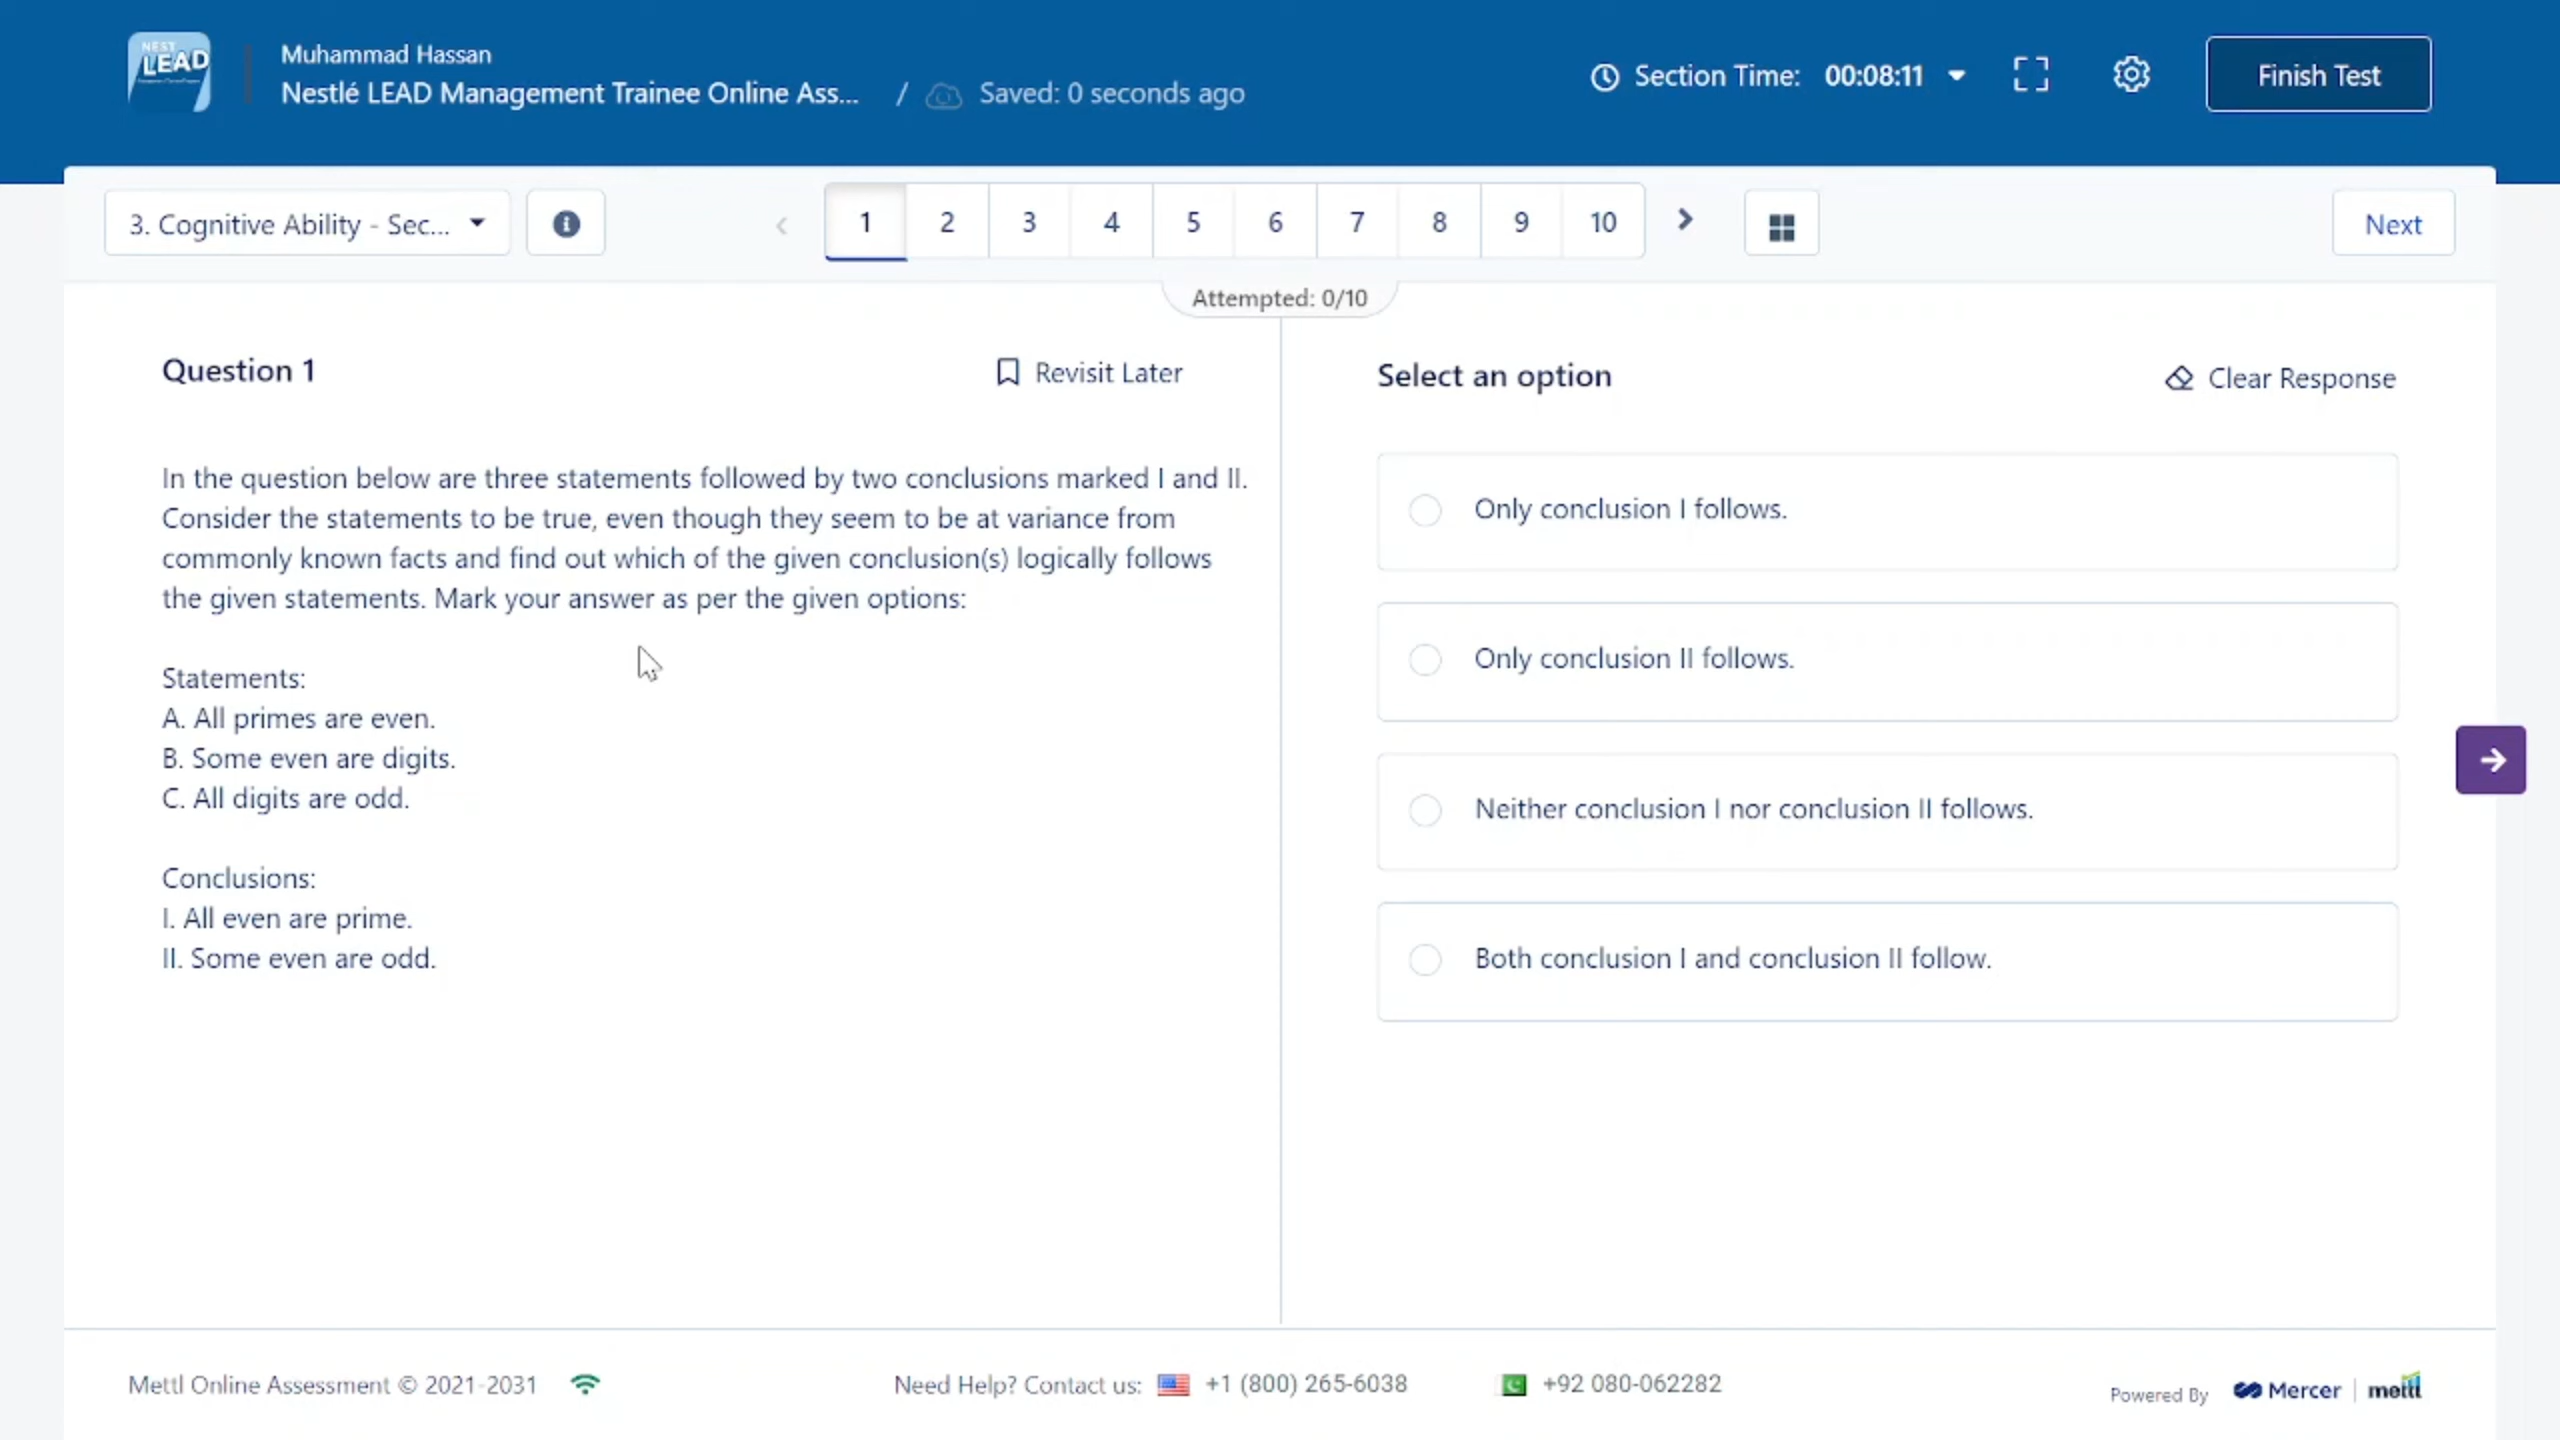 NEST
LEAD
Muhammad Hassan
Nestlé LEAD Management Trainee Online Ass... / Saved: 0 seconds ago
Section Time: 00:08:11
Finish Test
3. Cognitive Ability - Sec...
1 2 3 4 5 6 7 8 9 10
Next
Attempted: 0/10
Question 1
Revisit Later
In the question below are three statements followed by two conclusions marked I and II.
Consider the statements to be true, even though they seem to be at variance from
commonly known facts and find out which of the given conclusion(s) logically follows
the given statements. Mark your answer as per the given options:
Statements:
A. All primes are even.
B. Some even are digits.
C. All digits are odd.
Conclusions:
I. All even are prime.
II. Some even are odd.
Select an option
Clear Response
Only conclusion I follows.
Only conclusion II follows.
Neither conclusion I nor conclusion II follows.
Both conclusion I and conclusion II follow.
Mettl Online Assessment © 2021-2031
Need Help? Contact us: +1 (800) 265-6038 +92 080-062282
Powered By Mercer | mettl